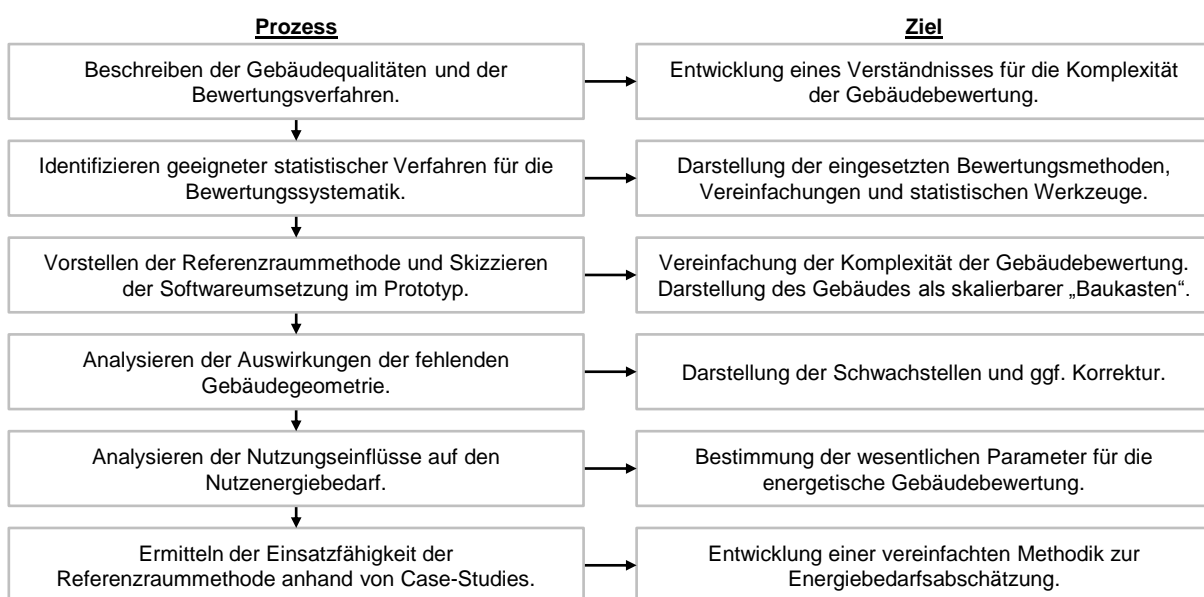 Prozess
Ziel
Beschreiben der Gebäudequalitäten und der
Bewertungsverfahren.
Entwicklung eines Verständnisses für die Komplexität
der Gebäudebewertung.
Identifizieren geeigneter statistischer Verfahren für die
Bewertungssystematik.
Darstellung der eingesetzten Bewertungsmethoden,
Vereinfachungen und statistischen Werkzeuge.
Vorstellen der Referenzraummethode und Skizzieren
der Softwareumsetzung im Prototyp.
Vereinfachung der Komplexität der Gebäudebewertung.
Darstellung des Gebäudes als skalierbarer „Baukasten“.
Analysieren der Auswirkungen der fehlenden
Gebäudegeometrie.
Darstellung der Schwachstellen und ggf. Korrektur.
Analysieren der Nutzungseinflüsse auf den
Nutzenergiebedarf.
Bestimmung der wesentlichen Parameter für die
energetische Gebäudebewertung.
Ermitteln der Einsatzfähigkeit der
Referenzraummethode anhand von Case-Studies.
Entwicklung einer vereinfachten Methodik zur
Energiebedarfsabschätzung.